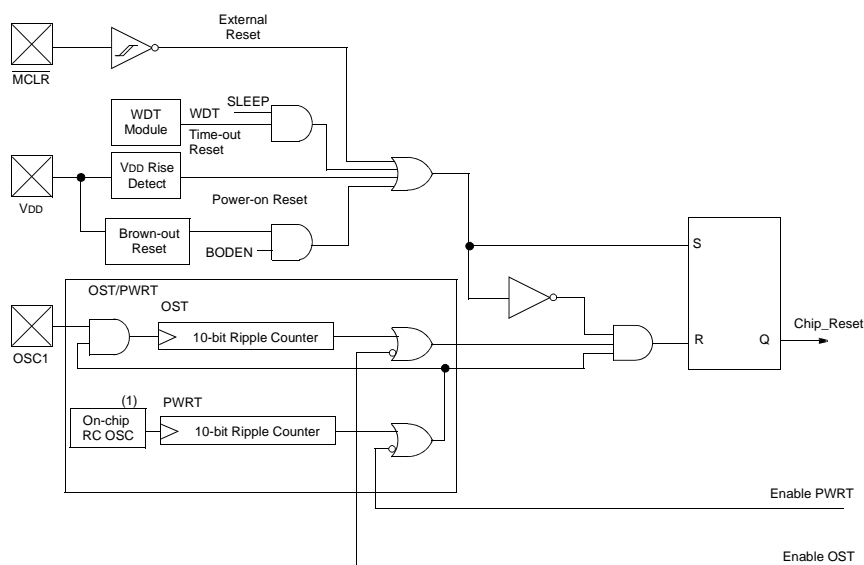 External
Reset
MCLR
SLEEP
WDT
Module
WDT
Time-out
Reset
VDD Rise
Detect
VDD
Power-on Reset
Brown-out
Reset
BODEN
S
OST/PWRT
OST
10-bit Ripple Counter
OSC1
Chip_Reset
R
Q
(1)
PWRT
On-chip
RC OSC
10-bit Ripple Counter
Enable PWRT
Enable OST